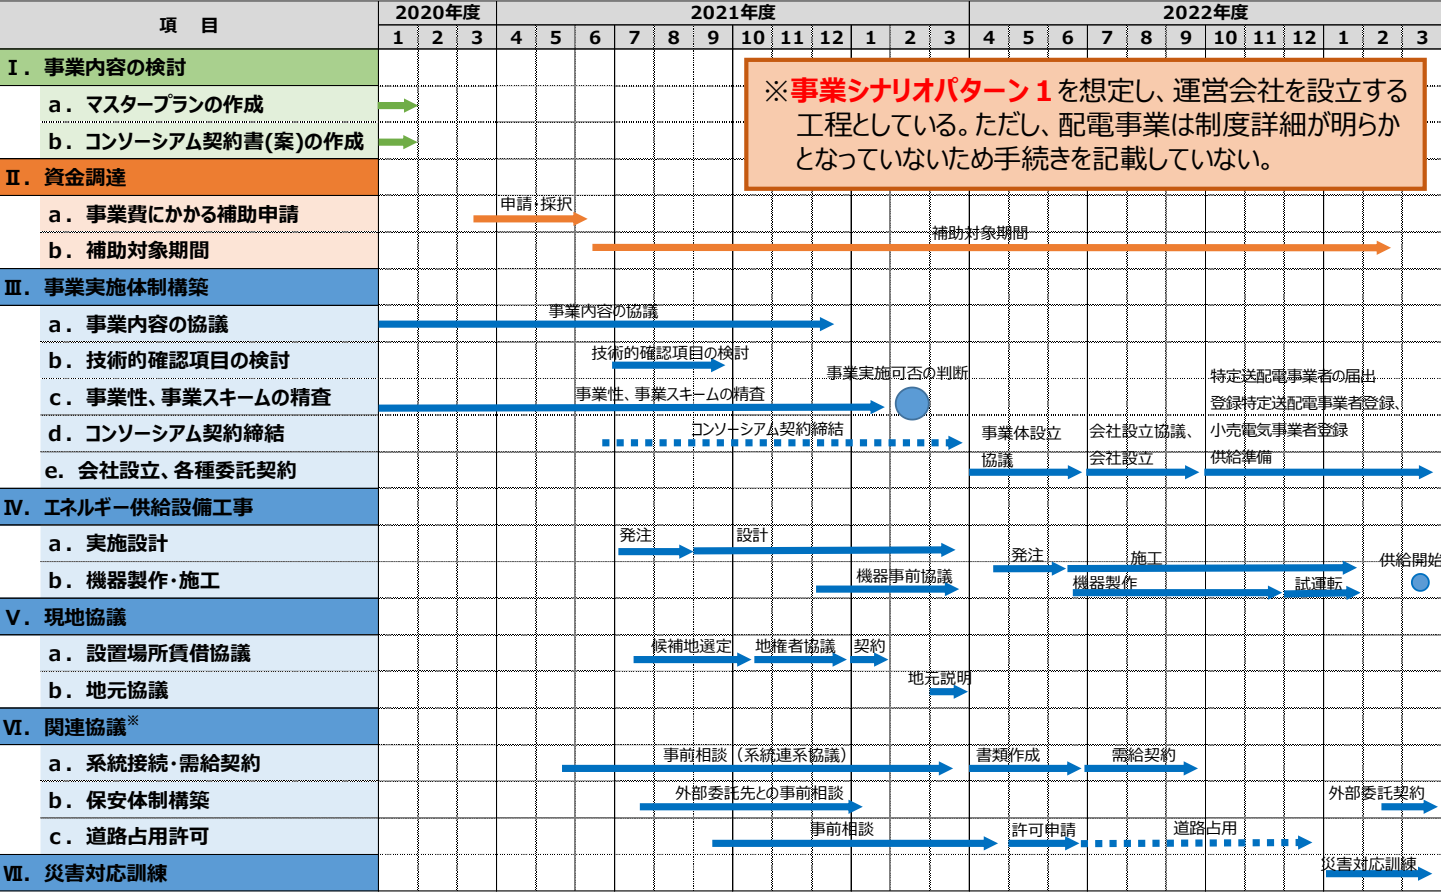 項 目
2020年度
2021年度
2022年度
1 2 3 4 5 6 7 8 9 10 11 12 1 2 3 4 5 6 7 8 9 10 11 12 1 2 3
Ⅰ. 事業内容の検討
a. マスタープランの作成
b. コンソーシアム契約書(案)の作成
※事業シナリオパターン1を想定し、運営会社を設立する
工程としている。ただし、配電事業は制度詳細が明らか
となっていないため手続きを記載していない。
Ⅱ. 資金調達
a. 事業費にかかる補助申請
申請・採択
b. 補助対象期間
補助対象期間
Ⅲ. 事業実施体制構築
a. 事業内容の協議
事業内容の協議
b. 技術的確認項目の検討
技術的確認項目の検討
c. 事業性、事業スキームの精査
事業性、事業スキームの精査
事業実施可否の判断
d. コンソーシアム契約締結
コンソーシアム契約締結
e. 会社設立、各種委託契約
事業体設立
協議
会社設立協議、
会社設立
特定送配電事業者の届出
登録特定送配電事業者登録、
小売電気事業者登録
供給準備
Ⅳ. エネルギー供給設備工事
a. 実施設計
発注
設計
b. 機器製作・施工
機器事前協議
発注
施工
機器製作
試運転
供給開始
Ⅴ. 現地協議
a. 設置場所賃借協議
候補地選定
地権者協議
契約
b. 地元協議
地元説明
Ⅵ. 関連協議※
a. 系統接続・需給契約
事前相談（系統連系協議）
書類作成
需給契約
b. 保安体制構築
外部委託先との事前相談
外部委託契約
c. 道路占用許可
事前相談
許可申請
道路占用
Ⅶ. 災害対応訓練
災害対応訓練